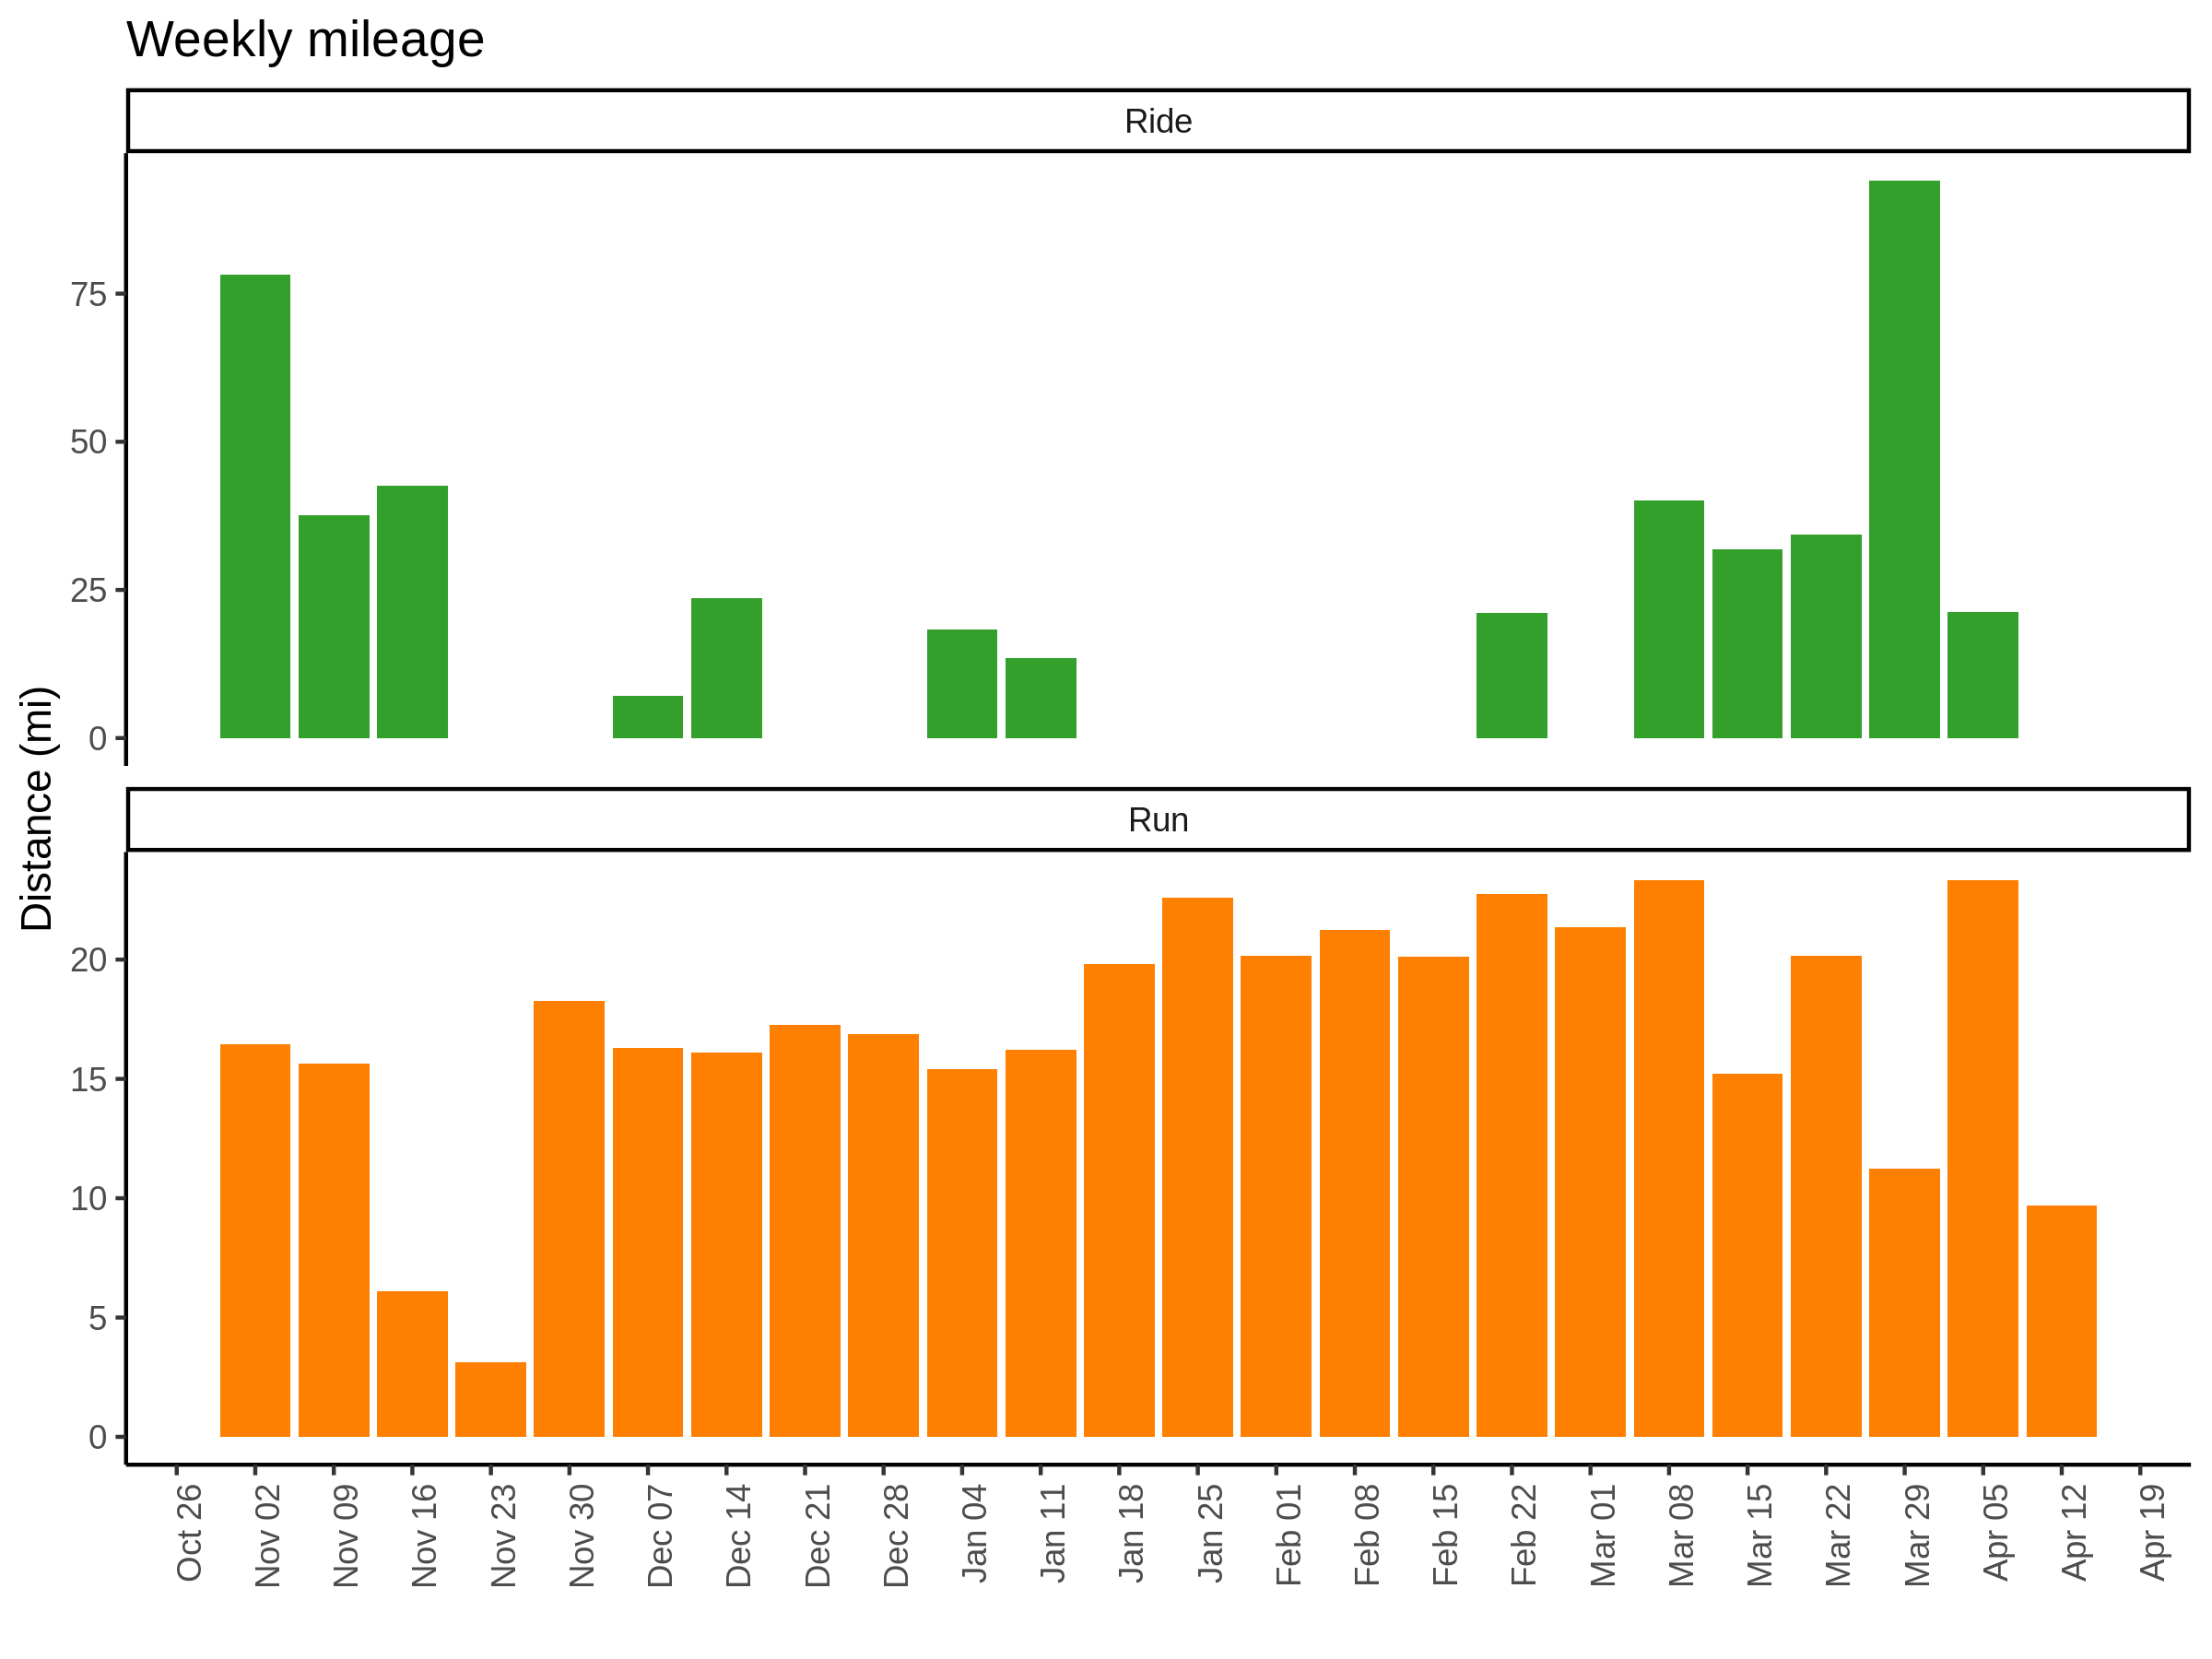 Weekly mileage
Ride
75
50
25
0
Distance (mi)
Run
20
15
10
5
0
Oct 26
Nov 02
Nov 09
Nov 16
Nov 23
Nov 30
Dec 07
Dec 14
Dec 21
Dec 28
Jan 04
Jan 11
Jan 18
Jan 25
Feb 01
Feb 08
Feb 15
Feb 22
Mar 01
Mar 08
Mar 15
Mar 22
Mar 29
Apr 05
Apr 12
Apr 19